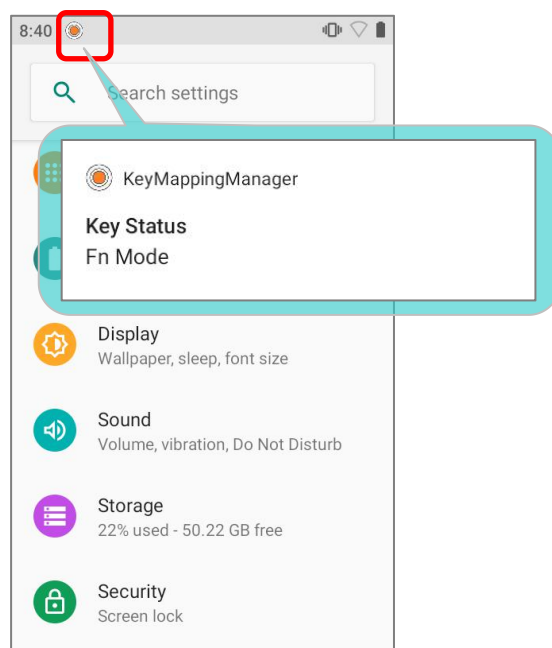 8:40
Search settings
KeyMappingManager
Key Status
Fn Mode
Display
Wallpaper, sleep, font size
Sound
Volume, vibration, Do Not Disturb
Storage
22% used - 50.22 GB free
Security
Screen lock